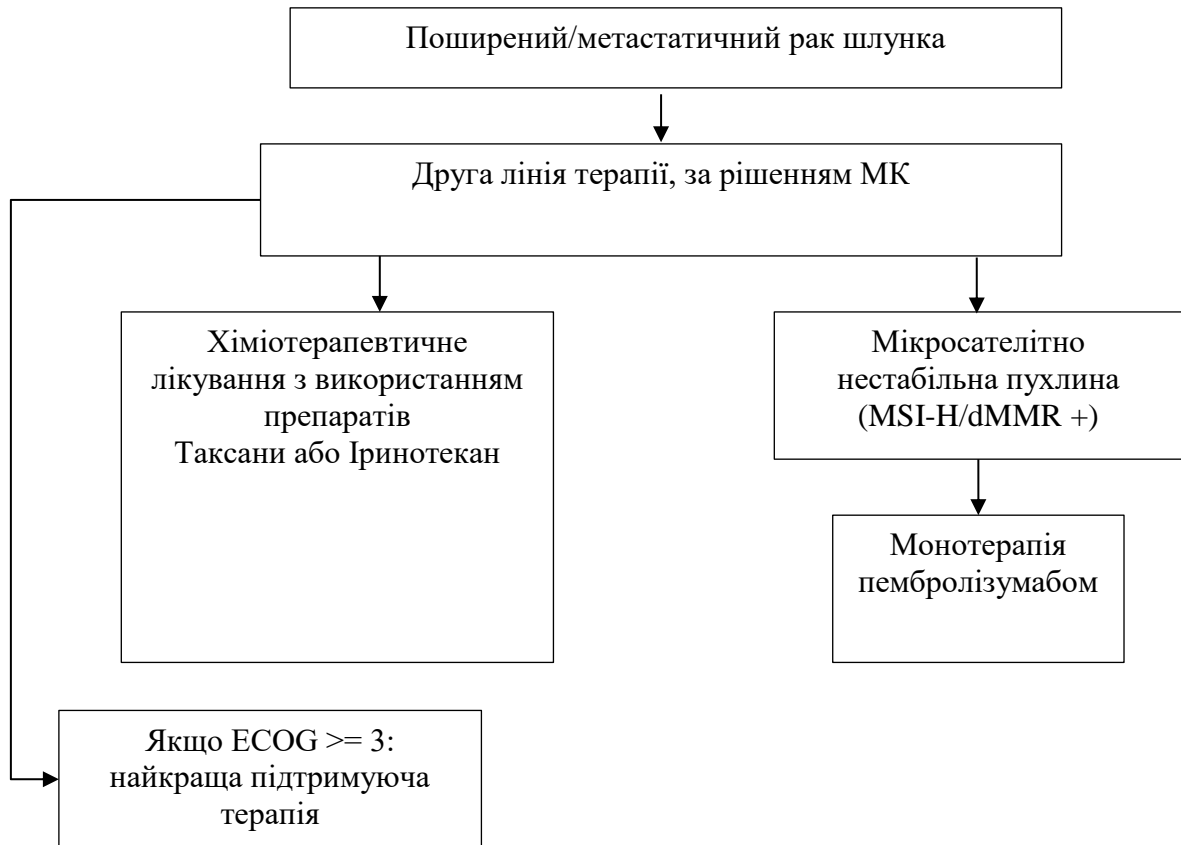 Поширений/метастатичний рак шлунка
Друга лінія терапії, за рішенням МК
Хіміотерапевтичне
лікування з використанням
препаратів
Таксани або Іринотекан
Мікросателітно
нестабільна пухлина
(MSI-H/dMMR +)
Монотерапія
пембролізумабом
Якщо ECOG >= 3:
найкраща підтримуюча
терапія